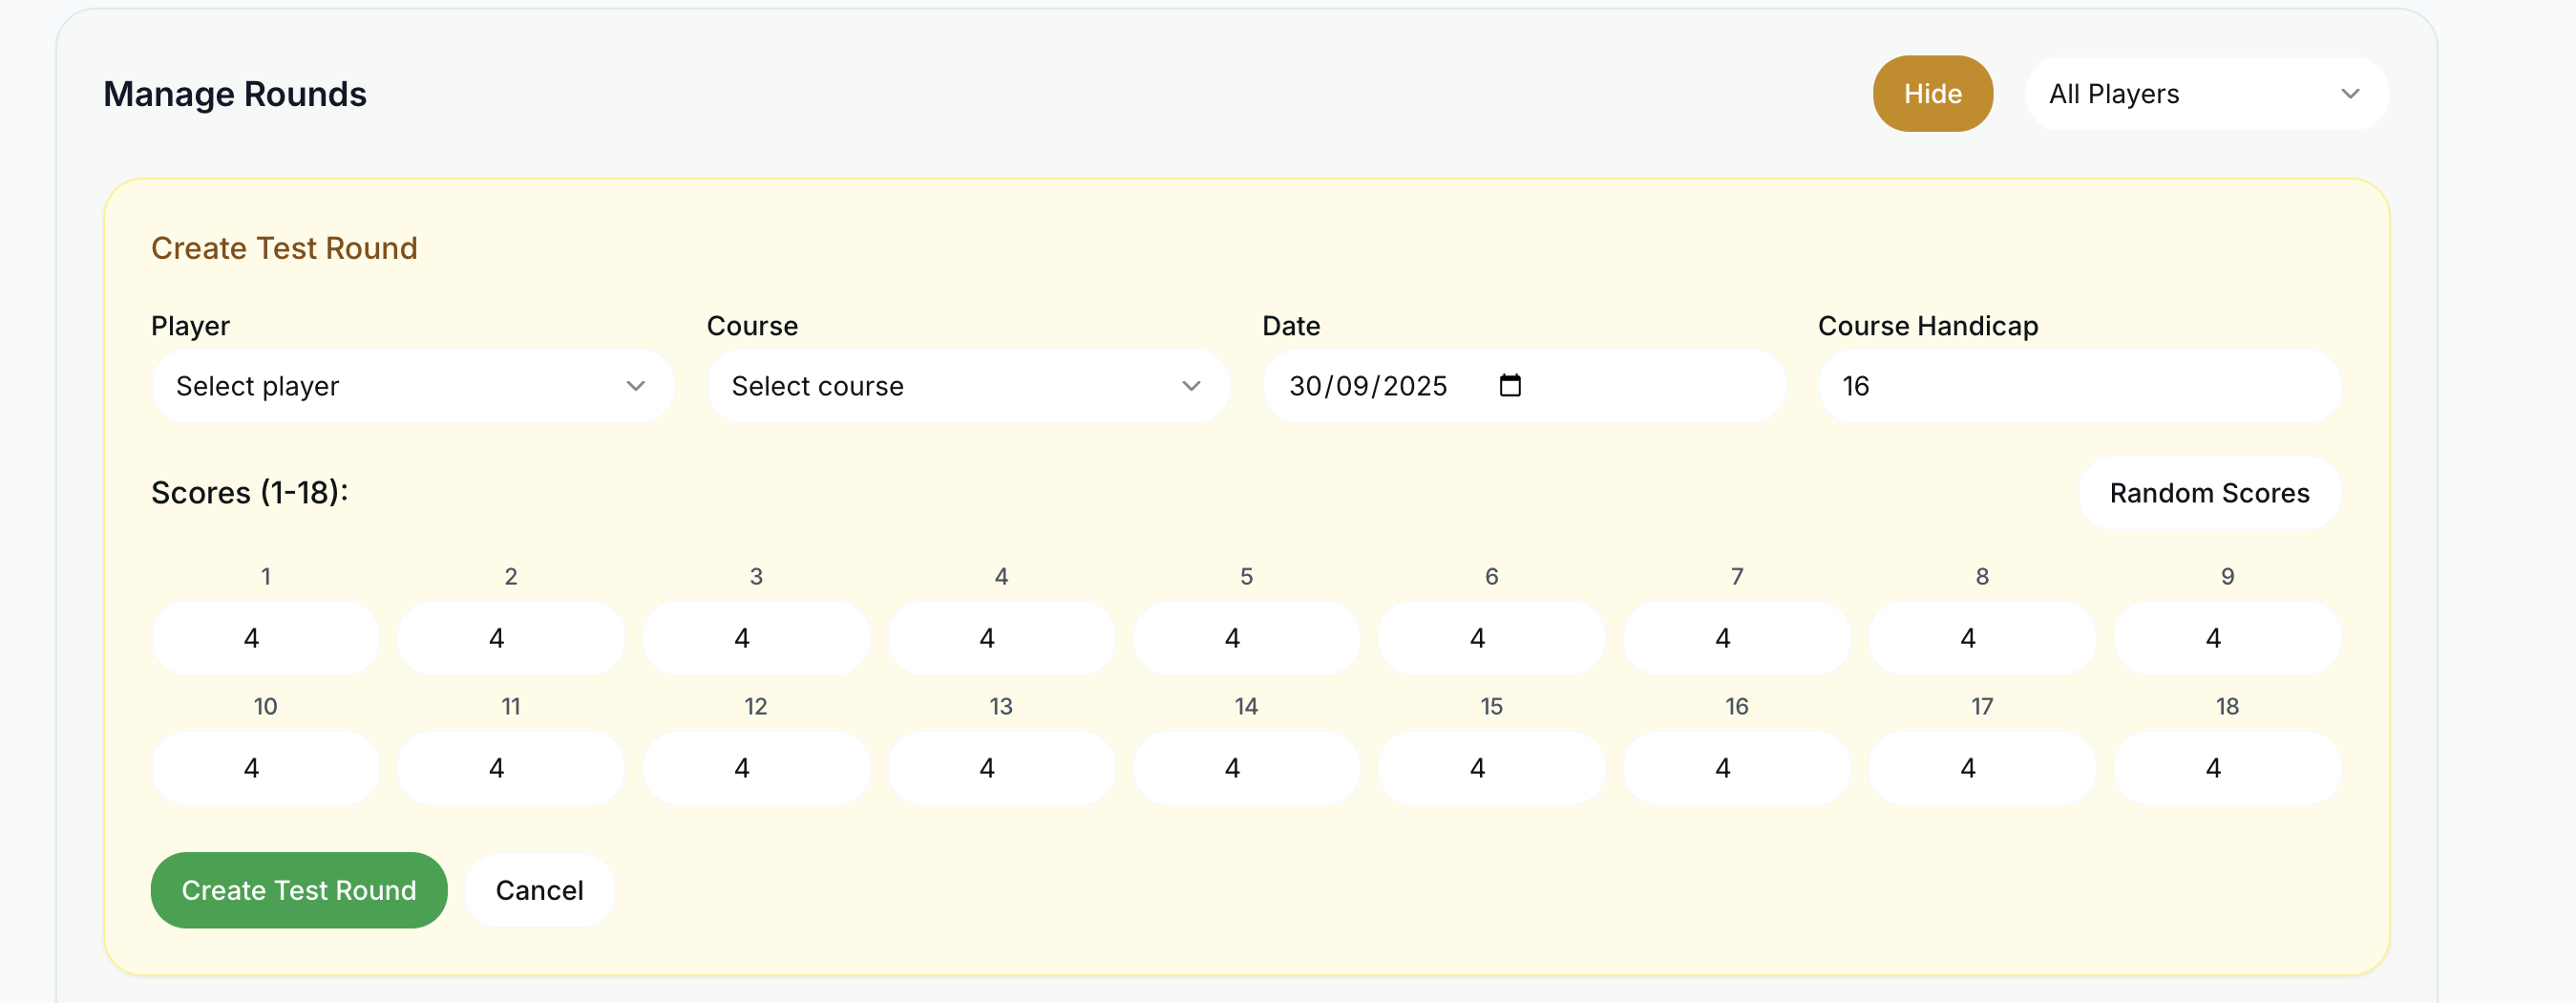 Manage Rounds
Hide
All Players
Create Test Round
Player Course Date Course Handicap
Select player Select course 30/09/2025 16
Scores (1-18):
Random Scores
1 2 3 4 5 6 7 8 9
4 4 4 4 4 4 4 4 4
10 11 12 13 14 15 16 17 18
4 4 4 4 4 4 4 4 4
Create Test Round
Cancel